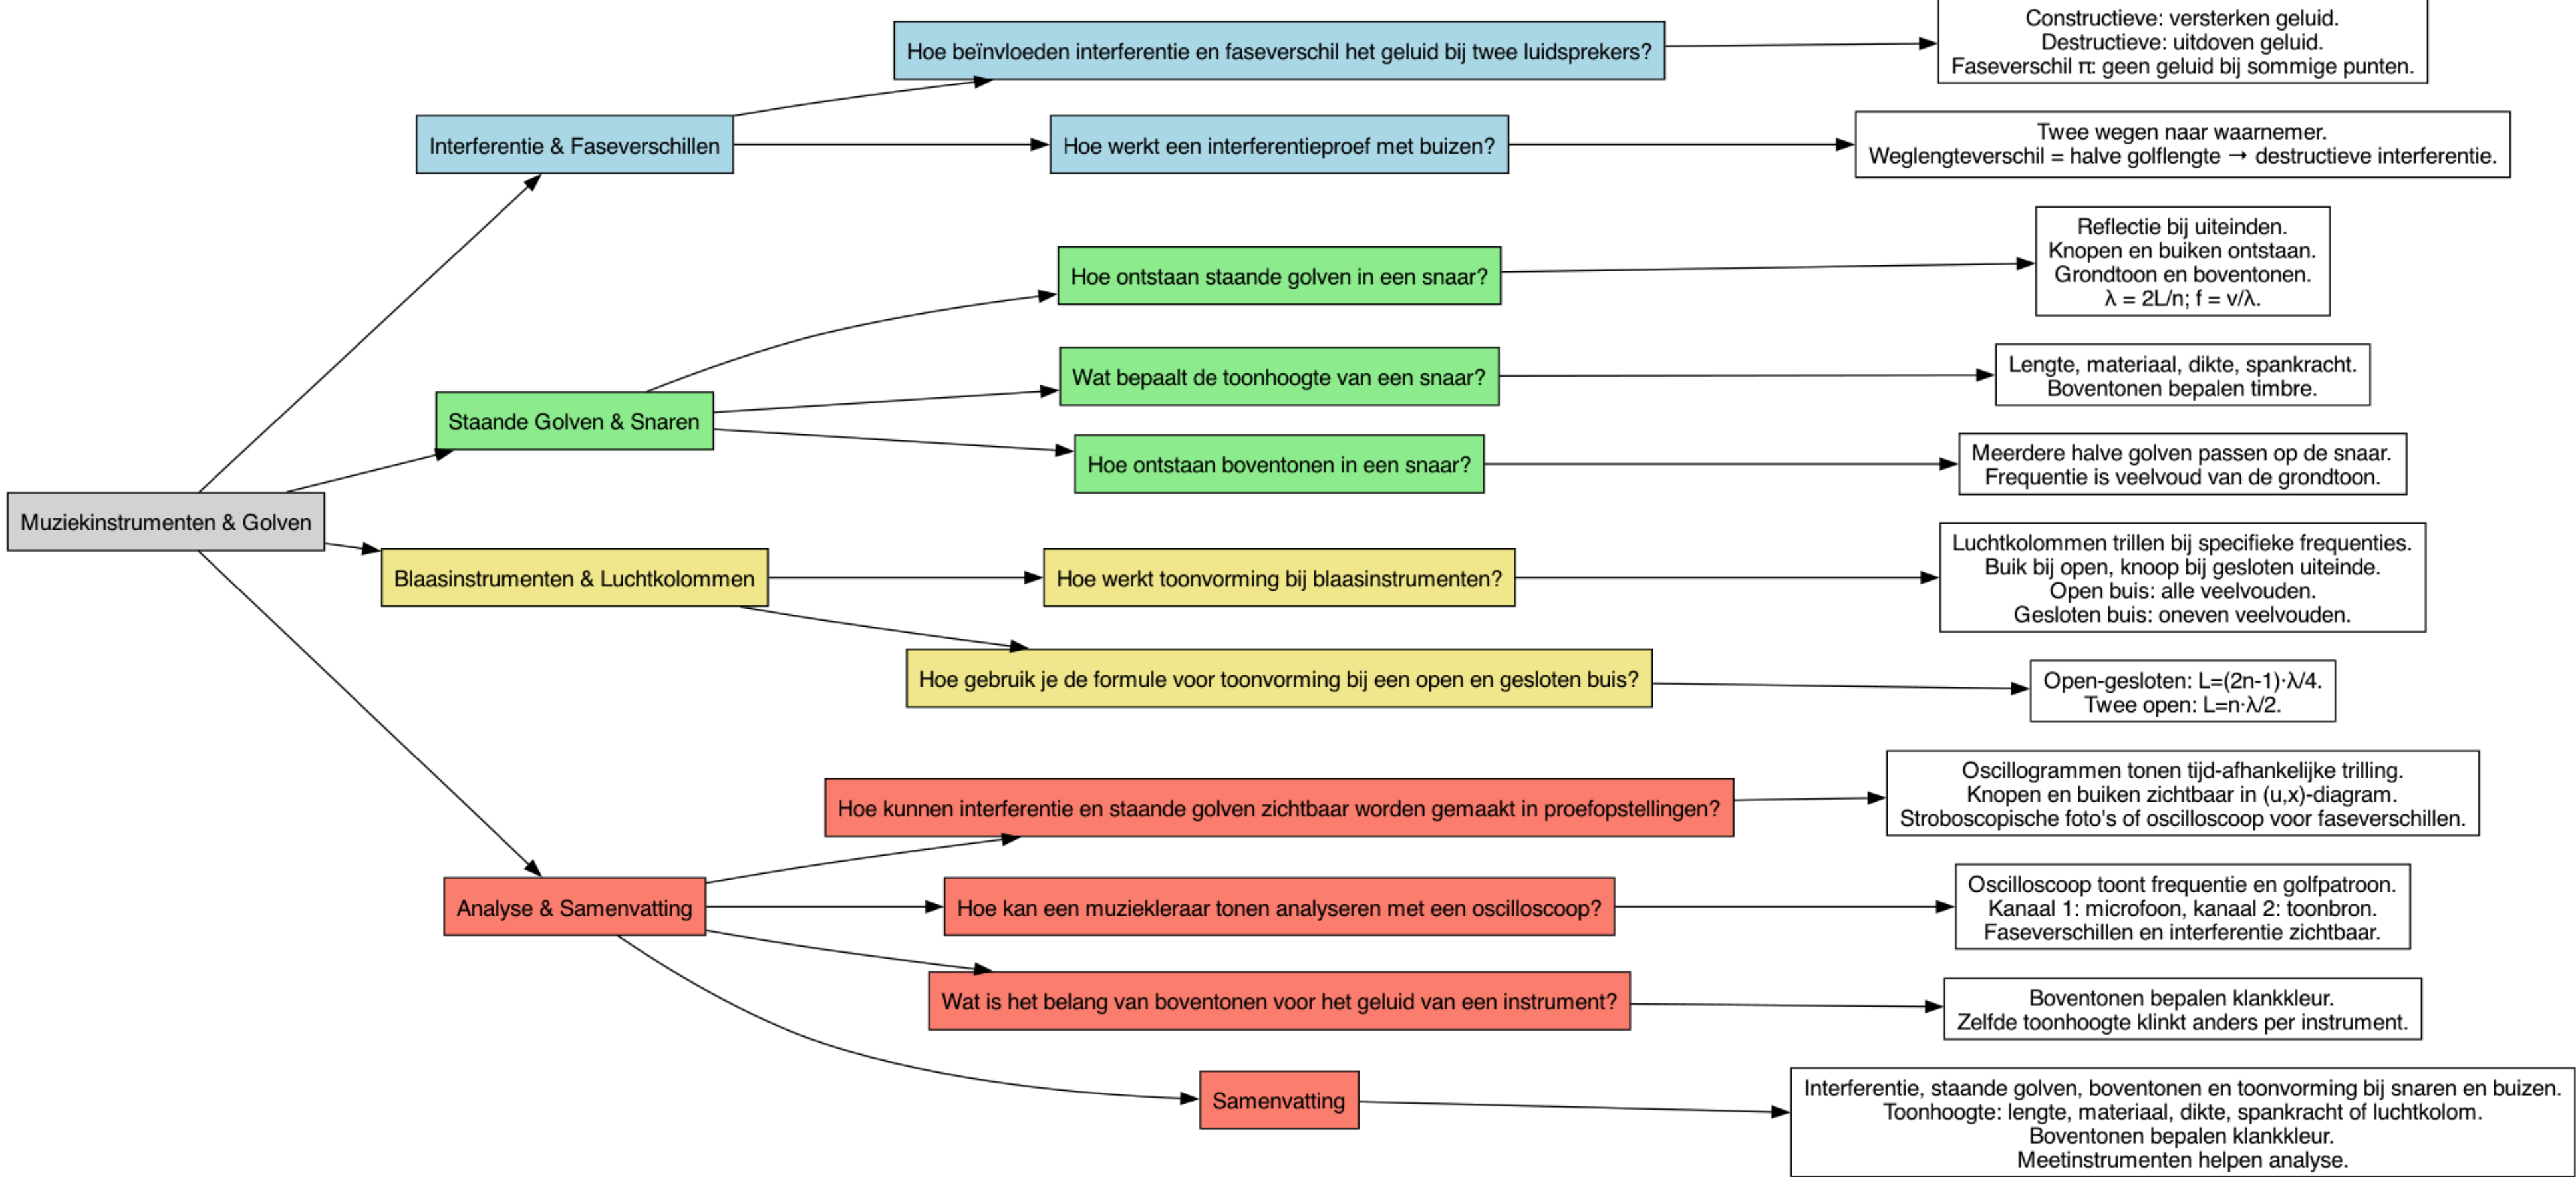 Muziekinstrumenten & Golven
Interferentie & Faseverschillen
Hoe beïnvloeden interferentie en faseverschil het geluid bij twee luidsprekers?
Constructieve: versterken geluid.
Destructieve: uitdoven geluid.
Faseverschil π: geen geluid bij sommige punten.
Hoe werkt een interferentieproef met buizen?
Twee wegen naar waarnemer.
Weglengteverschil = halve golflengte → destructieve interferentie.
Staande Golven & Snaren
Hoe ontstaan staande golven in een snaar?
Reflectie bij uiteinden.
Knopen en buiken ontstaan.
Grondtoon en boventonen.
λ = 2L/n; f = v/λ.
Wat bepaalt de toonhoogte van een snaar?
Lengte, materiaal, dikte, spankracht.
Boventonen bepalen timbre.
Hoe ontstaan boventonen in een snaar?
Meerdere halve golven passen op de snaar.
Frequentie is veelvoud van de grondtoon.
Blaasinstrumenten & Luchtkolommen
Hoe werkt toonvorming bij blaasinstrumenten?
Luchtkolommen trillen bij specifieke frequenties.
Buik bij open, knoop bij gesloten uiteinde.
Open buis: alle veelvouden.
Gesloten buis: oneven veelvouden.
Hoe gebruik je de formule voor toonvorming bij een open en gesloten buis?
Open-gesloten: L=(2n-1)·λ/4.
Twee open: L=n·λ/2.
Analyse & Samenvatting
Hoe kunnen interferentie en staande golven zichtbaar worden gemaakt in proefopstellingen?
Oscillogrammen tonen tijd-afhankelijke trilling.
Knopen en buiken zichtbaar in (u,x)-diagram.
Stroboscopische foto's of oscilloscoop voor faseverschillen.
Hoe kan een muziekleraar tonen analyseren met een oscilloscoop?
Oscilloscoop toont frequentie en golfpatroon.
Kanaal 1: microfoon, kanaal 2: toonbron.
Faseverschillen en interferentie zichtbaar.
Wat is het belang van boventonen voor het geluid van een instrument?
Boventonen bepalen klankkleur.
Zelfde toonhoogte klinkt anders per instrument.
Samenvatting
Interferentie, staande golven, boventonen en toonvorming bij snaren en buizen.
Toonhoogte: lengte, materiaal, dikte, spankracht of luchtkolom.
Boventonen bepalen klankkleur.
Meetinstrumenten helpen analyse.